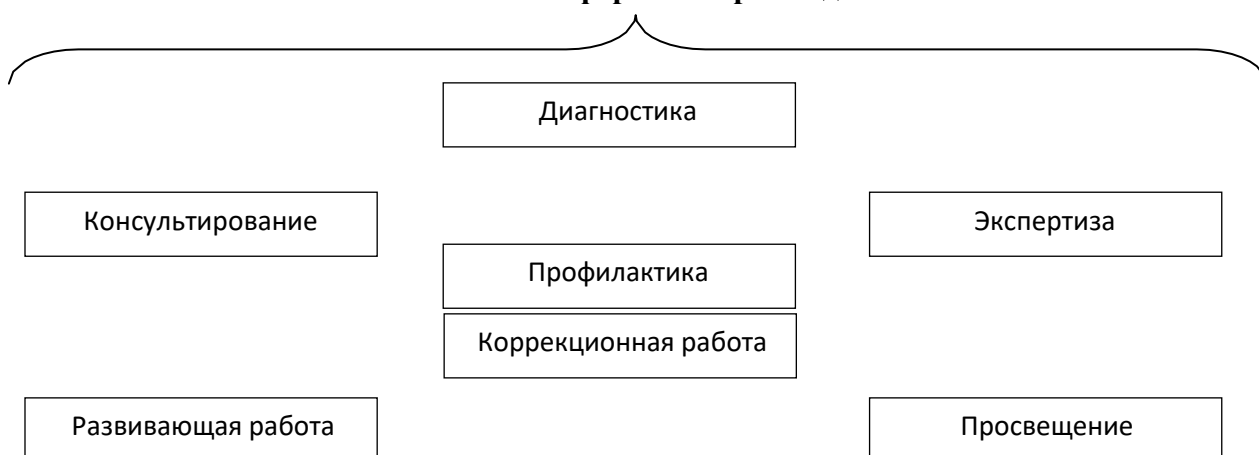 Диагностика
Консультирование
Экспертиза
Профилактика
Коррекционная работа
Развивающая работа
Просвещение